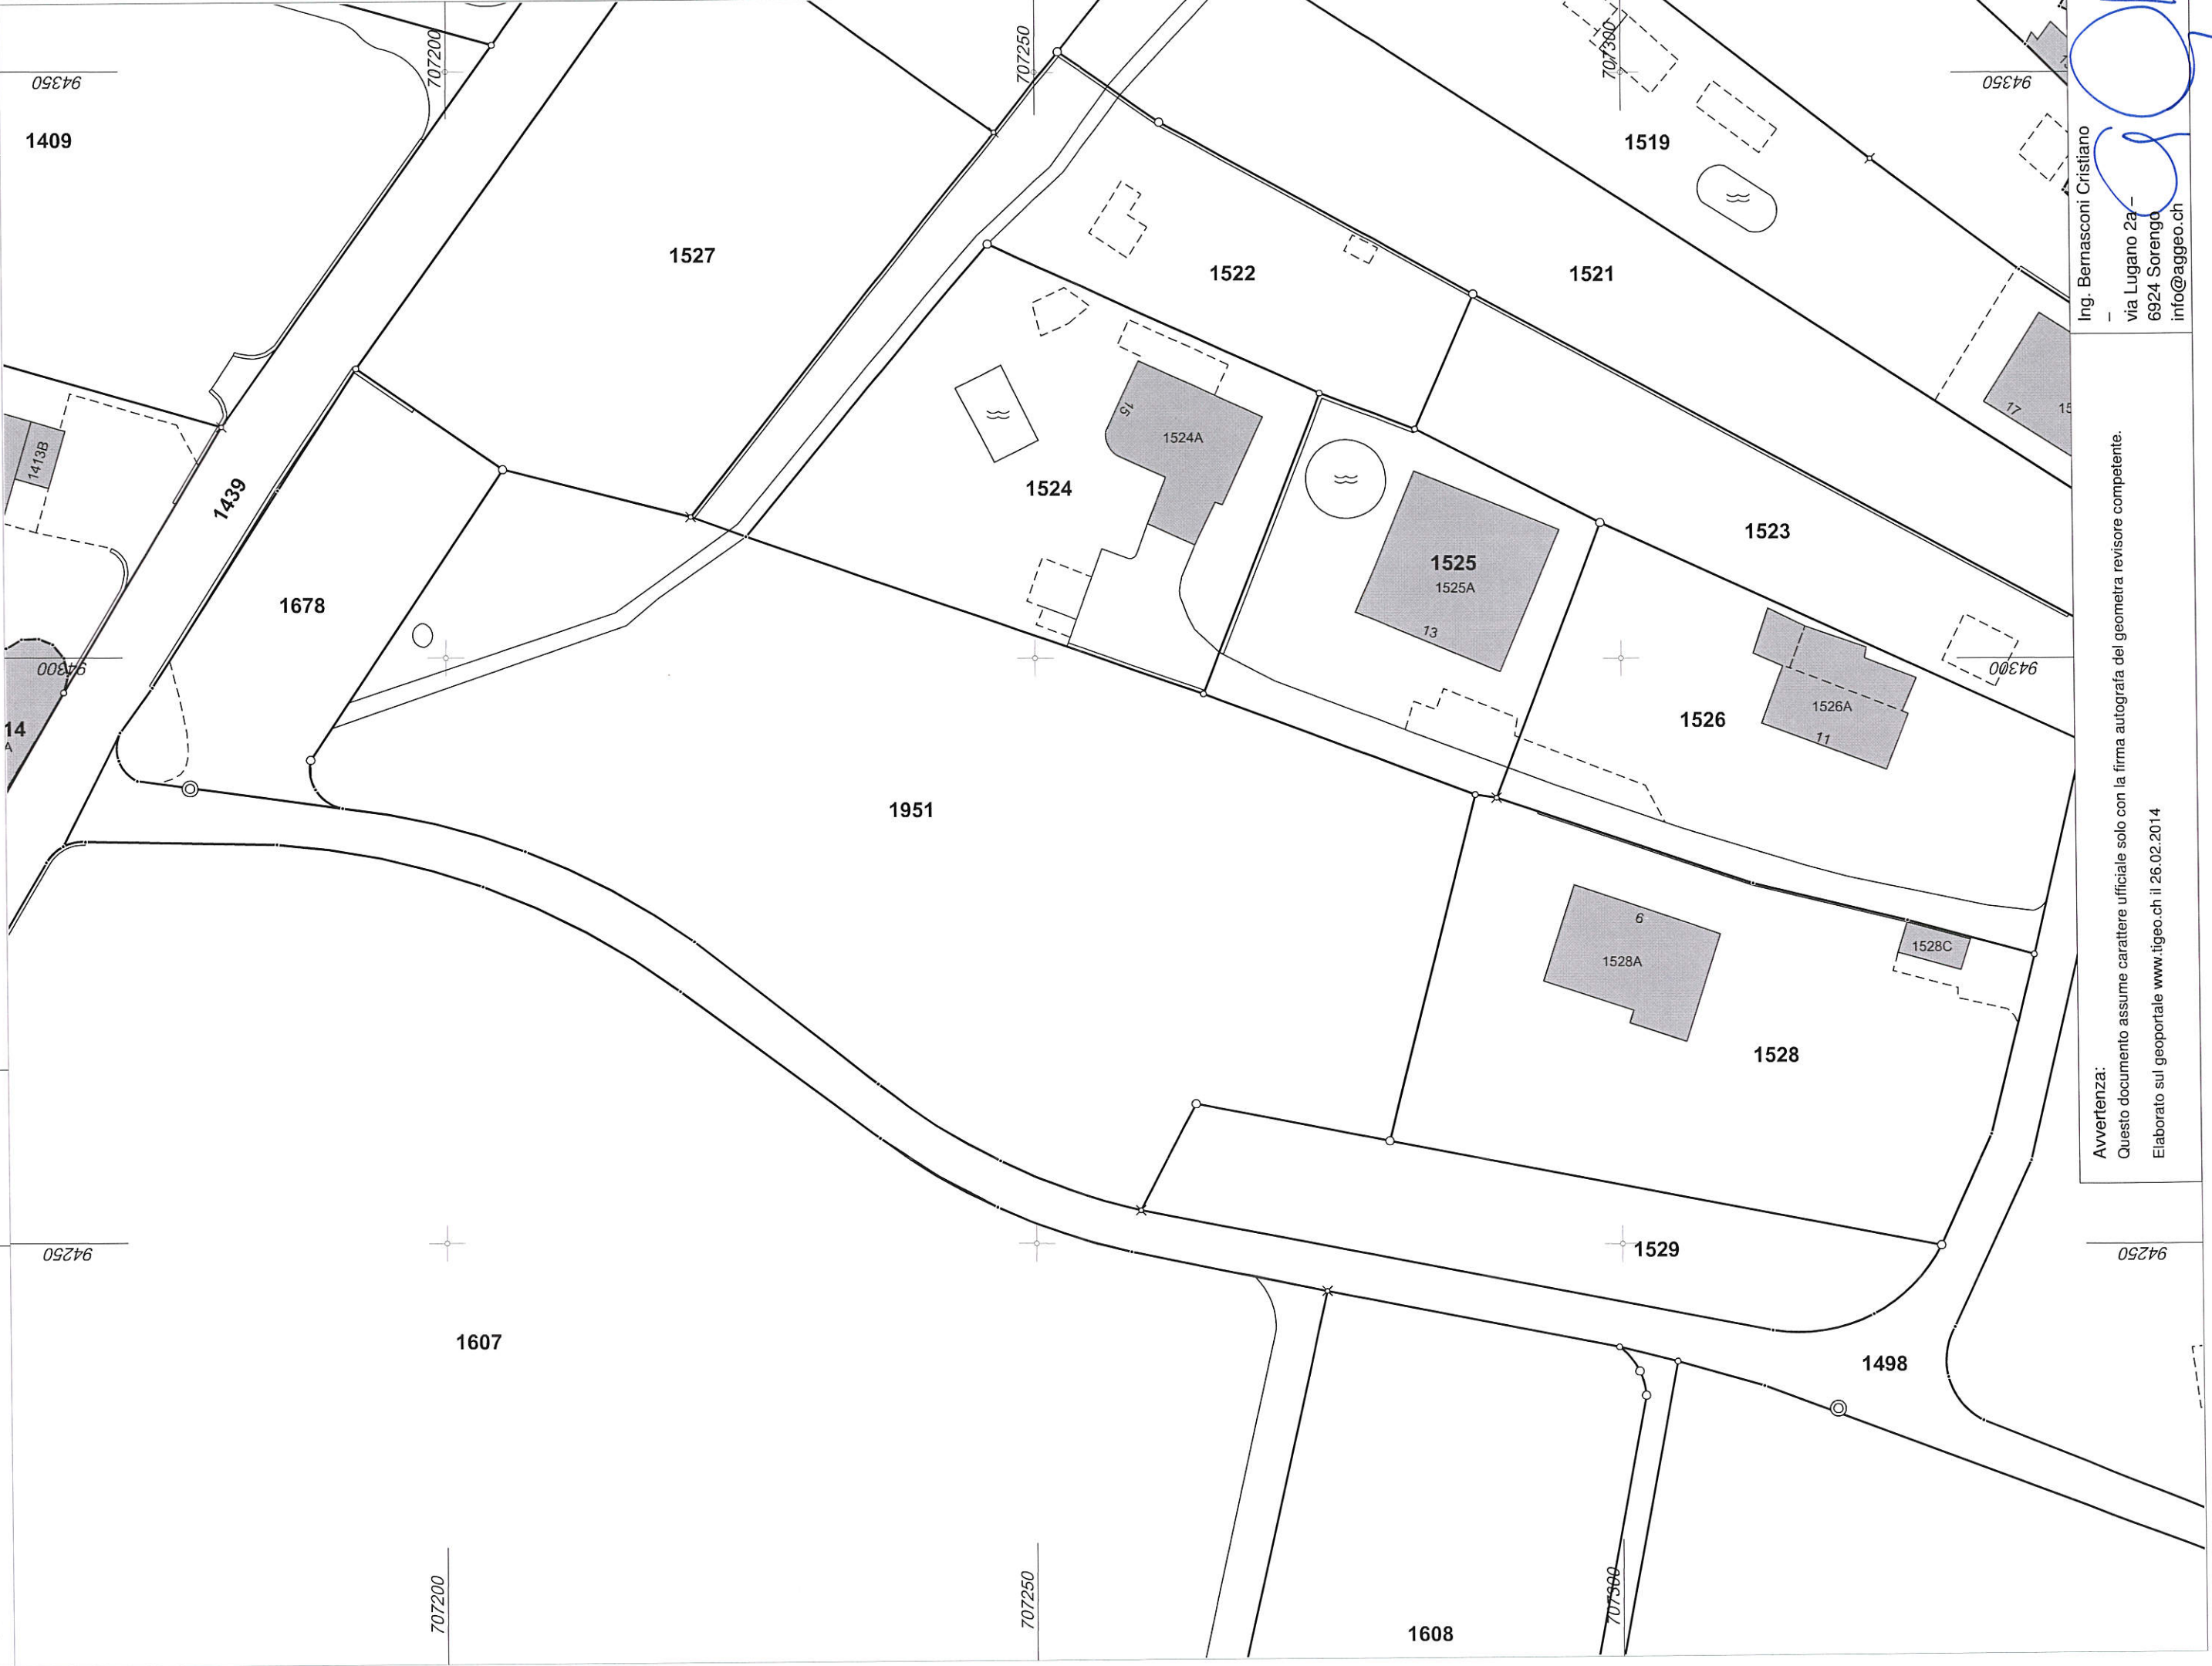 707200
707250
707300
94350
94350
1409
1519
1527
1522
1521
15
1524A
17
1413B
1439
1524
1523
1525
1525A
13
1678
94300
94300
14
A
1526
1526A
11
1951
6
1528A
1528C
1528
94250
94250
1529
1607
1498
707200
707250
707300
1608
Ing. Bernasconi Cristiano
–
via Lugano 2a –
6924 Sorengo
info@aggeo.ch
Avvertenza:
Questo documento assume carattere ufficiale solo con la firma autografa del geometra revisore competente.
Elaborato sul geoportale www.tigeo.ch il 26.02.2014